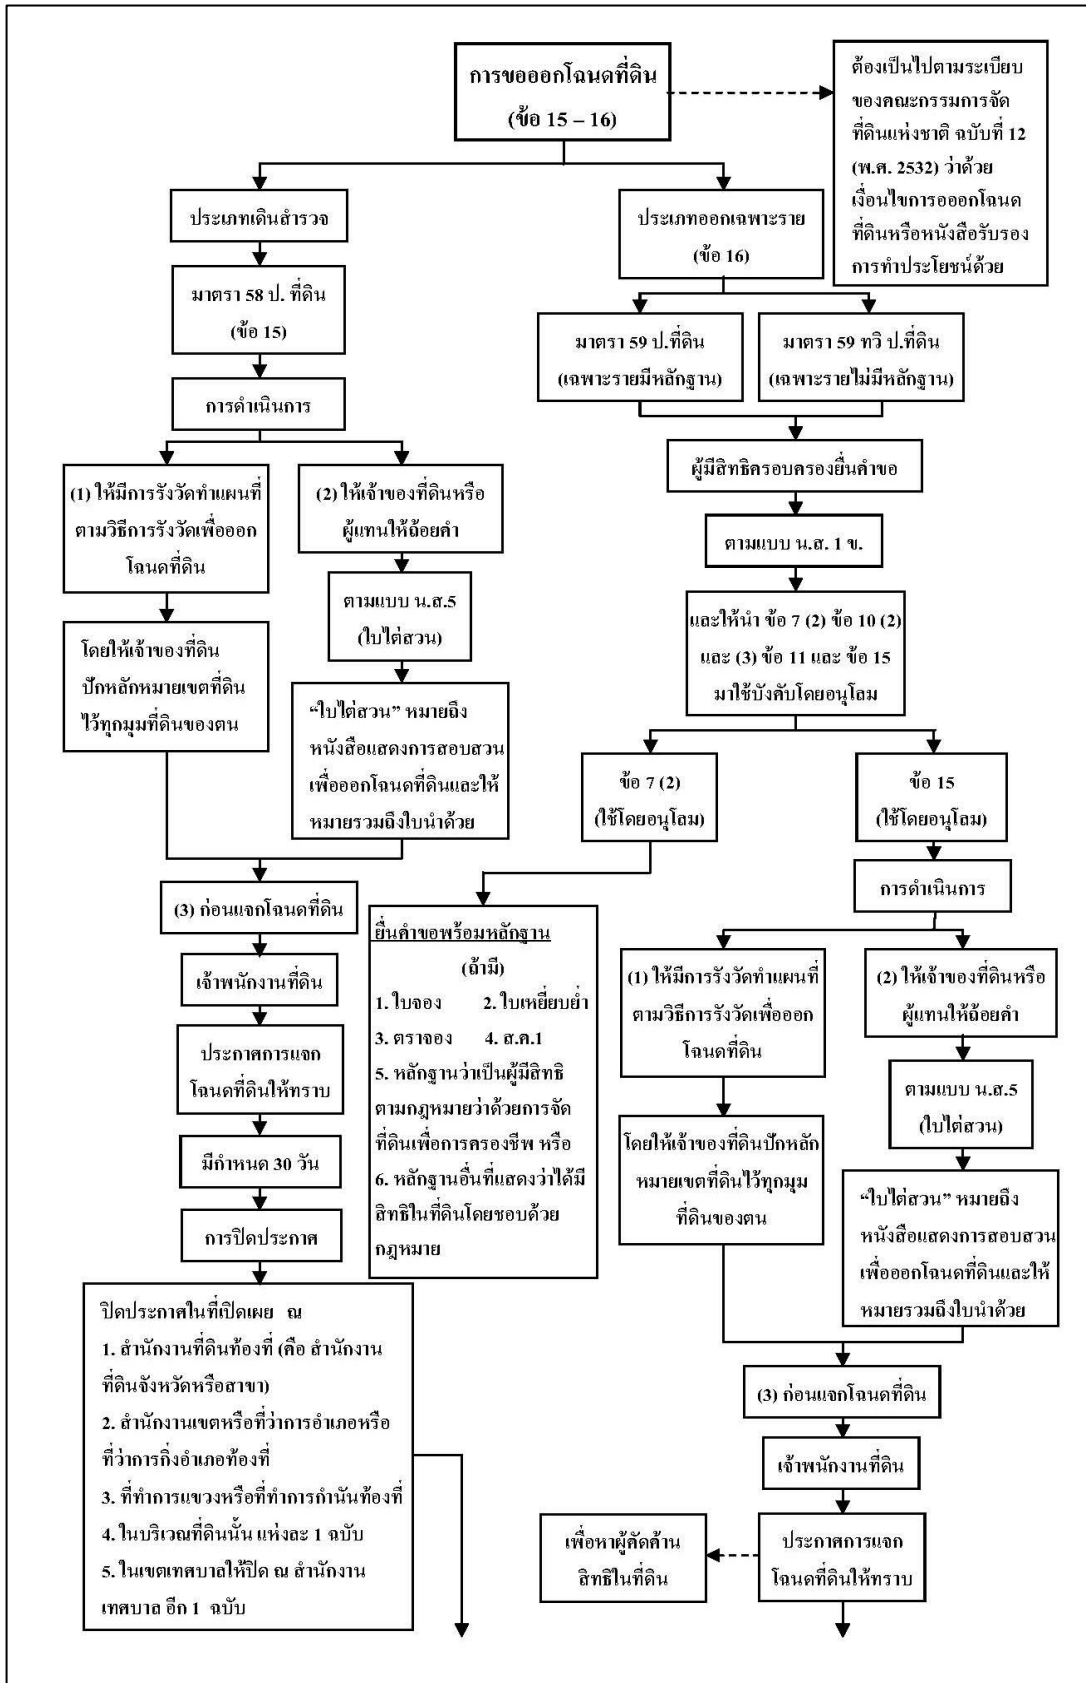 การขอออกโฉนดที่ดิน
(ข้อ 15 – 16)
ต้องเป็นไปตามระเบียบ
ของคณะกรรมการจัด
ที่ดินแห่งชาติ ฉบับที่ 12
(พ.ศ. 2532) ว่าด้วย
เงื่อนไขการอออกโฉนด
ที่ดินหรือหนังสือรับรอง
การทำประโยชน์ด้วย
ประเภทเดินสำรวจ
มาตรา 58 ป. ที่ดิน
(ข้อ 15)
การดำเนินการ
(1) ให้มีการรังวัดทำแผนที่
ตามวิธีการรังวัดเพื่อออก
โฉนดที่ดิน
โดยให้เจ้าของที่ดิน
ปักหลักหมายเขตที่ดิน
ไว้ทุกมุมที่ดินของตน
(2) ให้เจ้าของที่ดินหรือ
ผู้แทนให้ถ้อยคำ
ตามแบบ น.ส.5
(ใบไต่สวน)
“ใบไต่สวน” หมายถึง
หนังสือแสดงการสอบสวน
เพื่อออกโฉนดที่ดินและให้
หมายรวมถึงใบนำด้วย
(3) ก่อนแจกโฉนดที่ดิน
เจ้าพนักงานที่ดิน
ประกาศการแจก
โฉนดที่ดินให้ทราบ
มีกำหนด 30 วัน
การปิดประกาศ
ปิดประกาศในที่เปิดเผย ณ
1. สำนักงานที่ดินท้องที่ (คือ สำนักงาน
ที่ดินจังหวัดหรือสาขา)
2. สำนักงานเขตหรือที่ว่าการอำเภอหรือ
ที่ว่าการกิ่งอำเภอท้องที่
3. ที่ทำการแขวงหรือที่ทำการกำนันท้องที่
4. ในบริเวณที่ดินนั้น แห่งละ 1 ฉบับ
5. ในเขตเทศบาลให้ปิด ณ สำนักงาน
เทศบาล อีก 1 ฉบับ
ประเภทออกเฉพาะราย
(ข้อ 16)
มาตรา 59 ป.ที่ดิน
(เฉพาะรายมีหลักฐาน)
มาตรา 59 ทวิ ป.ที่ดิน
(เฉพาะรายไม่มีหลักฐาน)
ผู้มีสิทธิครอบครองยื่นคำขอ
ตามแบบ น.ส. 1 ข.
และให้นำ ข้อ 7 (2) ข้อ 10 (2)
และ (3) ข้อ 11 และ ข้อ 15
มาใช้บังคับโดยอนุโลม
ข้อ 7 (2)
(ใช้โดยอนุโลม)
ยื่นคำขอพร้อมหลักฐาน
(ถ้ามี)
1. ใบจอง 2. ใบเหยียบย่ำ
3. ตราจอง 4. ส.ค.1
5. หลักฐานว่าเป็นผู้มีสิทธิ
ตามกฎหมายว่าด้วยการจัด
ที่ดินเพื่อการครองชีพ หรือ
6. หลักฐานอื่นที่แสดงว่าได้มี
สิทธิในที่ดินโดยชอบด้วย
กฎหมาย
ข้อ 15
(ใช้โดยอนุโลม)
การดำเนินการ
(1) ให้มีการรังวัดทำแผนที่
ตามวิธีการรังวัดเพื่อออก
โฉนดที่ดิน
โดยให้เจ้าของที่ดินปักหลัก
หมายเขตที่ดินไว้ทุกมุม
ที่ดินของตน
(2) ให้เจ้าของที่ดินหรือ
ผู้แทนให้ถ้อยคำ
ตามแบบ น.ส.5
(ใบไต่สวน)
“ใบไต่สวน” หมายถึง
หนังสือแสดงการสอบสวน
เพื่อออกโฉนดที่ดินและให้
หมายรวมถึงใบนำด้วย
(3) ก่อนแจกโฉนดที่ดิน
เจ้าพนักงานที่ดิน
ประกาศการแจก
โฉนดที่ดินให้ทราบ
เพื่อหาผู้คัดค้าน
สิทธิในที่ดิน